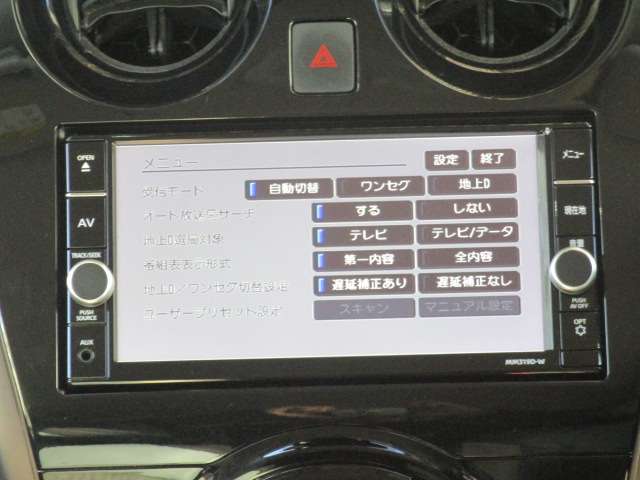 OPEN
AV
TRACK/SEEK
PUSH
SOURCE
AUX
メニュー 設定 終了
受信モード 自動切替 ワンセグ 地上D
オート放送局サーチ する しない
地上D選局対象 テレビ テレビ/データ
番組表表示形式 第一内容 全内容
地上D/ワンセグ切替設定 遅延補正あり 遅延補正なし
ユーザープリセット設定 スキャン マニュアル設定
メニュー
現在地
音量
PUSH
AV OFF
OPT
MM319D-W